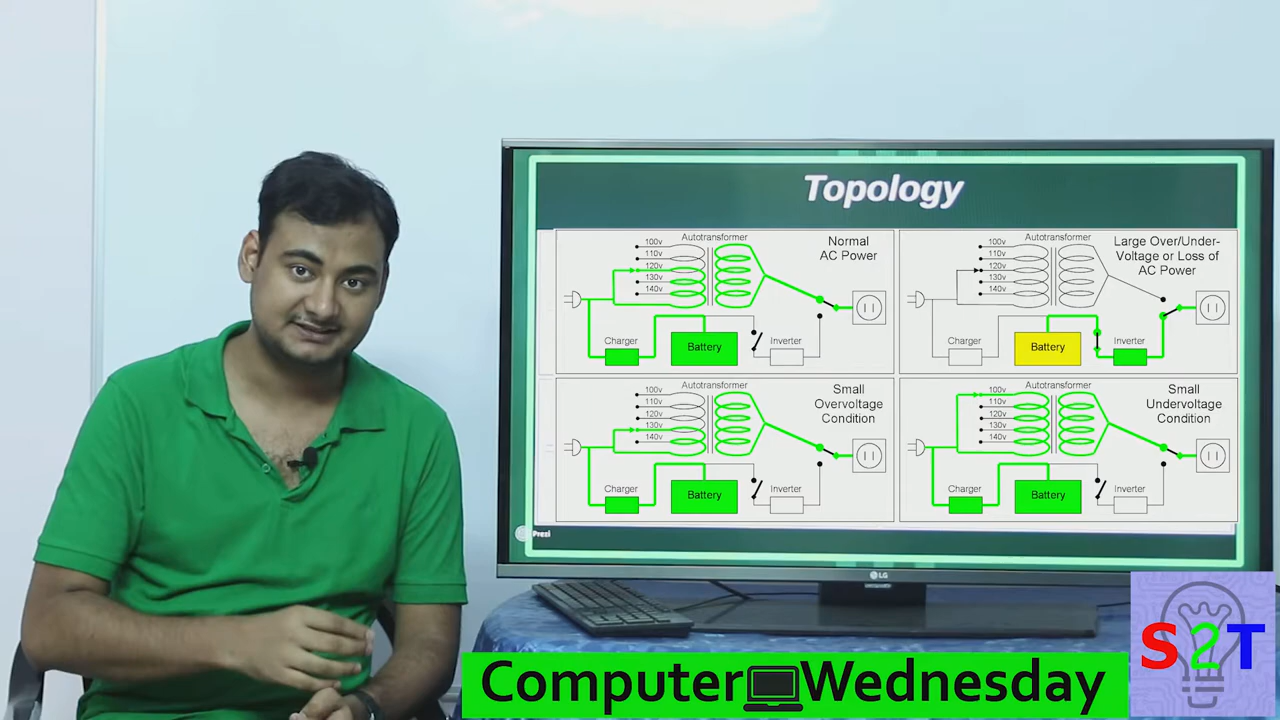 Topology
Autotransformer
100v
110v
120v
130v
140v
Normal
AC Power
Charger
Battery
Inverter
Autotransformer
100v
110v
120v
130v
140v
Large Over/Under-
Voltage or Loss of
AC Power
Charger
Battery
Inverter
Autotransformer
100v
110v
120v
130v
140v
Small
Overvoltage
Condition
Charger
Battery
Inverter
Autotransformer
100v
110v
120v
130v
140v
Small
Undervoltage
Condition
Charger
Battery
Inverter
Prezi
LG
S2T
Computer Wednesday